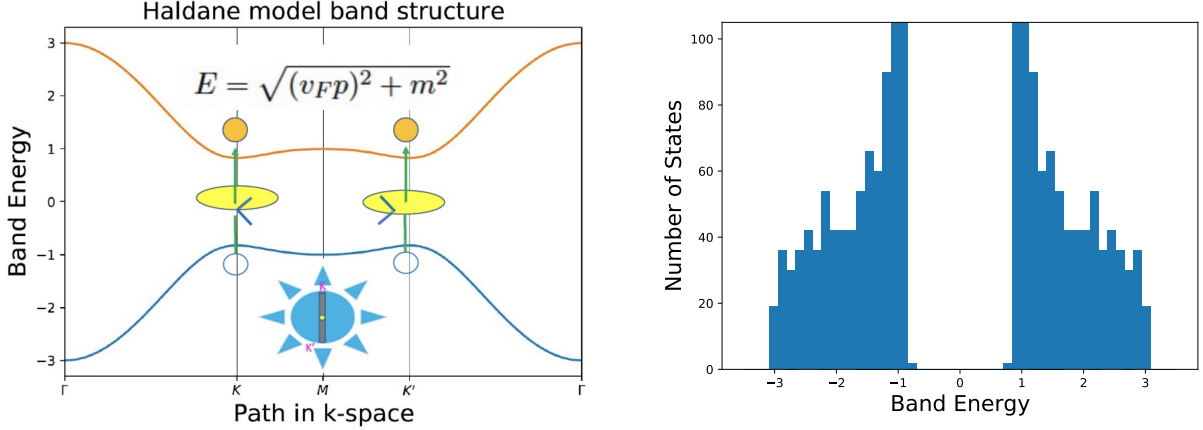 Haldane model band structure
E = √(v_F p)² + m²
Band Energy
3
2
1
0
−1
−2
−3
K
K'
Γ
K
M
K'
Γ
Path in k-space
Number of States
100
80
60
40
20
0
−3
−2
−1
0
1
2
3
Band Energy